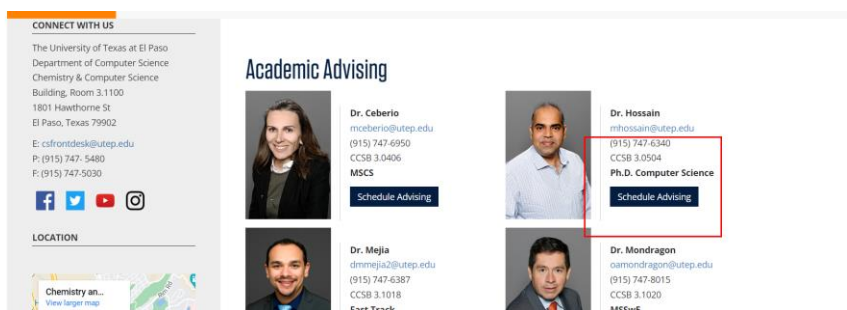 CONNECT WITH US
The University of Texas at El Paso
Department of Computer Science
Chemistry & Computer Science
Building, Room 3.1100
1801 Hawthorne St
El Paso, Texas 79902
E: csfrontdesk@utep.edu
P: (915) 747- 5480
F: (915) 747-5030
LOCATION
Chemistry an...
View larger map
Academic Advising
Dr. Ceberio
mceberio@utep.edu
(915) 747-6950
CCSB 3.0406
MSCS
Schedule Advising
Dr. Hossain
mhossain@utep.edu
(915) 747-6340
CCSB 3.0504
Ph.D. Computer Science
Schedule Advising
Dr. Mejia
dmmejia2@utep.edu
(915) 747-6387
CCSB 3.1018
Fast Track
Dr. Mondragon
oamondragon@utep.edu
(915) 747-8015
CCSB 3.1020
MSSwE